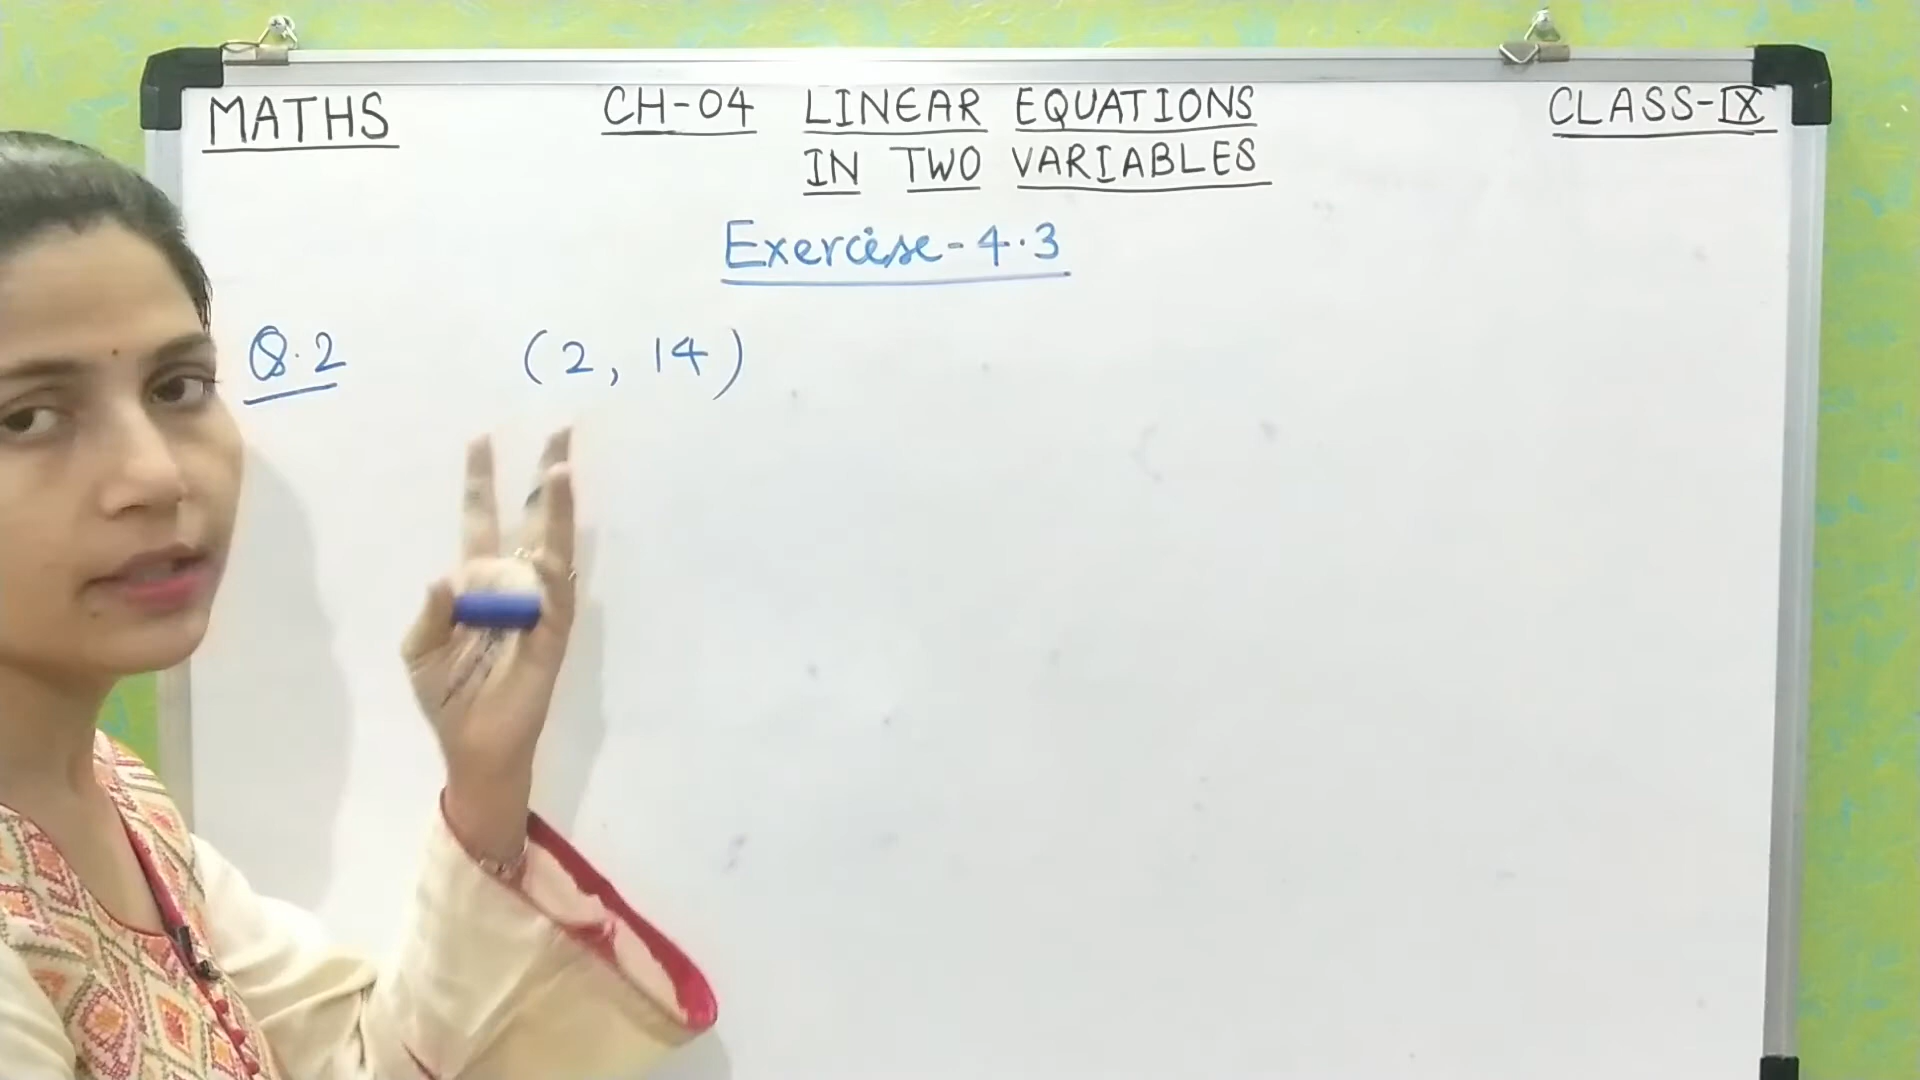 MATHS CH-04 LINEAR EQUATIONS CLASS-IX
IN TWO VARIABLES
Exercise-4.3
Q.2 (2, 14)